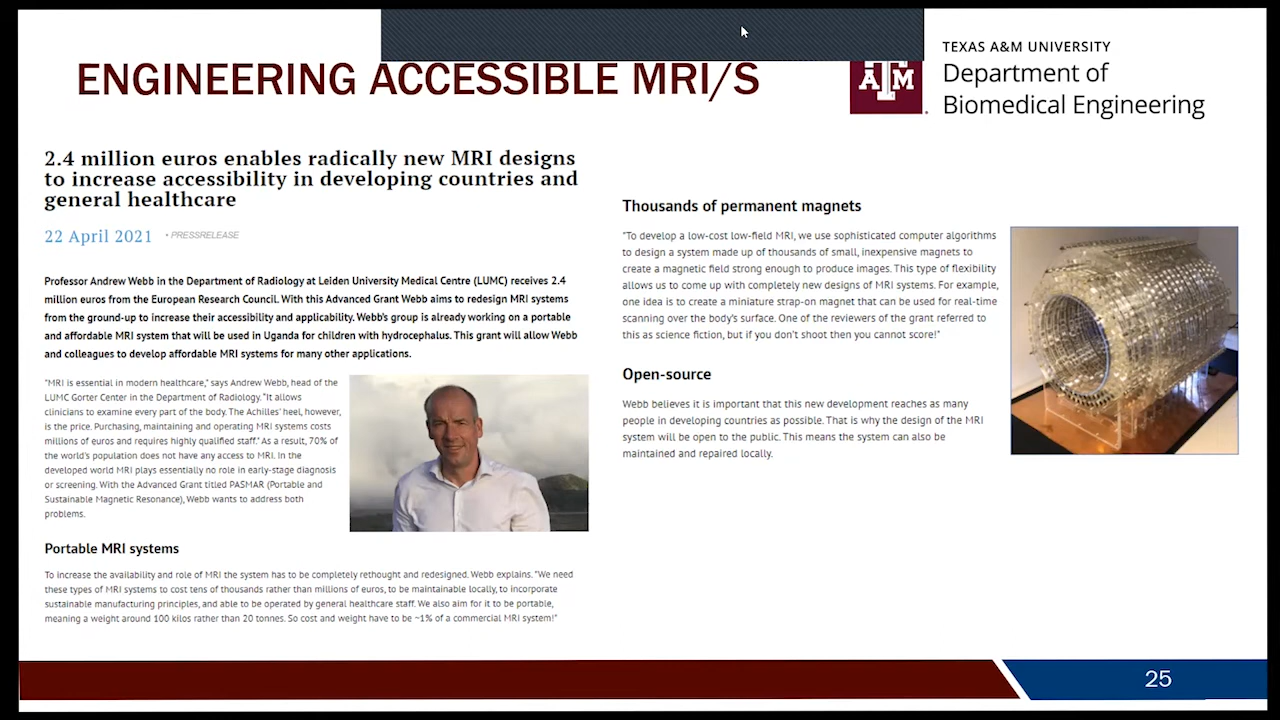 ENGINEERING ACCESSIBLE MRI/S
TEXAS A&M UNIVERSITY
Department of
Biomedical Engineering
A M
2.4 million euros enables radically new MRI designs
to increase accessibility in developing countries and
general healthcare
22 April 2021 • PRESSRELEASE
Professor Andrew Webb in the Department of Radiology at Leiden University Medical Centre (LUMC) receives 2.4
million euros from the European Research Council. With this Advanced Grant Webb aims to redesign MRI systems
from the ground-up to increase their accessibility and applicability. Webb's group is already working on a portable
and affordable MRI system that will be used in Uganda for children with hydrocephalus. This grant will allow Webb
and colleagues to develop affordable MRI systems for many other applications.
"MRI is essential in modern healthcare," says Andrew Webb, head of the
LUMC Gorter Center in the Department of Radiology. "It allows
clinicians to examine every part of the body. The Achilles' heel, however,
is the price. Purchasing, maintaining and operating MRI systems costs
millions of euros and requires highly qualified staff." As a result, 70% of
the world's population does not have any access to MRI. In the
developed world MRI plays essentially no role in early-stage diagnosis
or screening. With the Advanced Grant titled PASMAR (Portable and
Sustainable Magnetic Resonance), Webb wants to address both
problems.
Portable MRI systems
To increase the availability and role of MRI the system has to be completely rethought and redesigned. Webb explains. "We need
these types of MRI systems to cost tens of thousands rather than millions of euros, to be maintainable locally, to incorporate
sustainable manufacturing principles, and able to be operated by general healthcare staff. We also aim for it to be portable,
meaning a weight around 100 kilos rather than 20 tonnes. So cost and weight have to be ~1% of a commercial MRI system!"
Thousands of permanent magnets
"To develop a low-cost low-field MRI, we use sophisticated computer algorithms
to design a system made up of thousands of small, inexpensive magnets to
create a magnetic field strong enough to produce images. This type of flexibility
allows us to come up with completely new designs of MRI systems. For example,
one idea is to create a miniature strap-on magnet that can be used for real-time
scanning over the body's surface. One of the reviewers of the grant referred to
this as science fiction, but if you don't shoot then you cannot score!"
Open-source
Webb believes it is important that this new development reaches as many
people in developing countries as possible. That is why the design of the MRI
system will be open to the public. This means the system can also be
maintained and repaired locally.
25